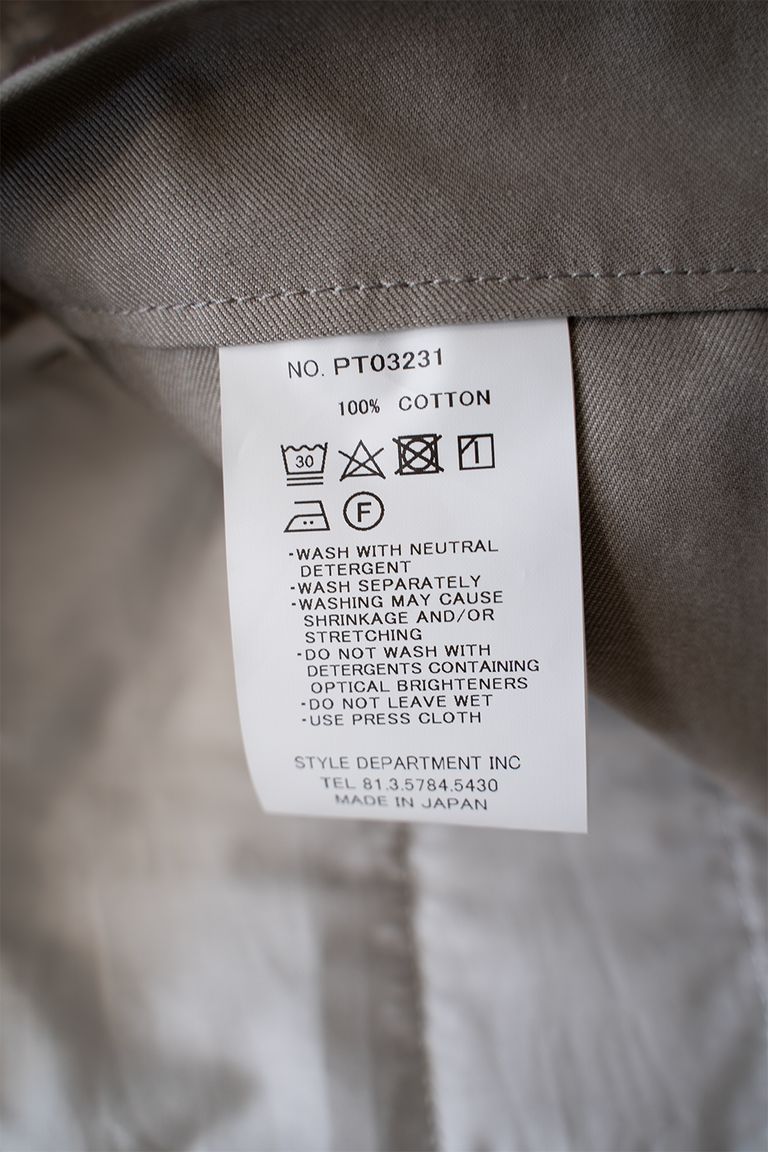 NO. PT03231
100% COTTON
30
F
-WASH WITH NEUTRAL
DETERGENT
-WASH SEPARATELY
-WASHING MAY CAUSE
SHRINKAGE AND/OR
STRETCHING
-DO NOT WASH WITH
DETERGENTS CONTAINING
OPTICAL BRIGHTENERS
-DO NOT LEAVE WET
-USE PRESS CLOTH
STYLE DEPARTMENT INC
TEL 81.3.5784.5430
MADE IN JAPAN